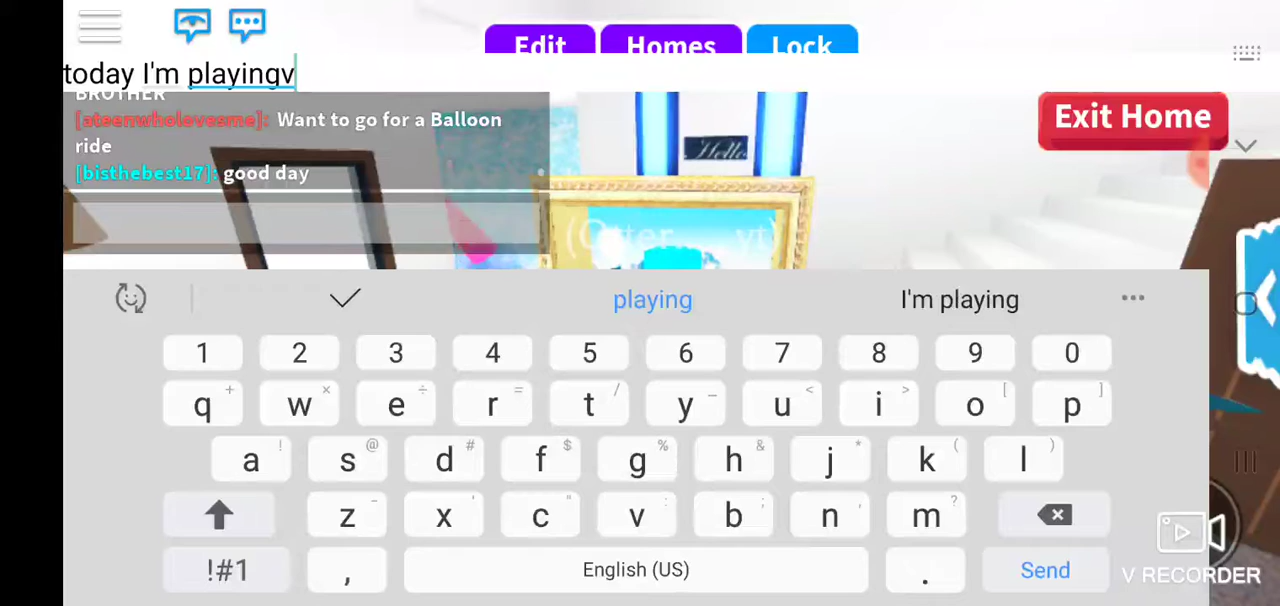 Edit Homes Lock
today I'm playingv
BROTHER
[ateenwholovesme]: Want to go for a Balloon
ride
[bisthebest17]: good day
Exit Home
Hello
playing I'm playing
1 2 3 4 5 6 7 8 9 0
q + w × e ÷ r = t / y _ u < i > o [ p ]
a ! s @ d # f $ g % h & j * k ( l )
z - x ' c " v : b ; n , m ?
!#1 , English (US) . Send
V RECORDER